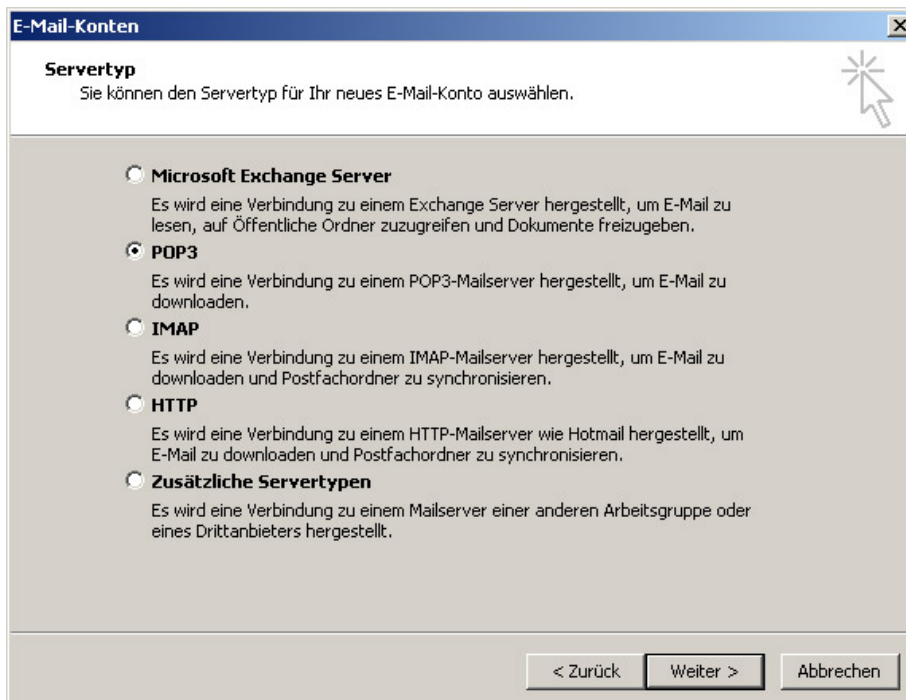 E-Mail-Konten
Servertyp
Sie können den Servertyp für Ihr neues E-Mail-Konto auswählen.
Microsoft Exchange Server
Es wird eine Verbindung zu einem Exchange Server hergestellt, um E-Mail zu
lesen, auf Öffentliche Ordner zuzugreifen und Dokumente freizugeben.
POP3
Es wird eine Verbindung zu einem POP3-Mailserver hergestellt, um E-Mail zu
downloaden.
IMAP
Es wird eine Verbindung zu einem IMAP-Mailserver hergestellt, um E-Mail zu
downloaden und Postfachordner zu synchronisieren.
HTTP
Es wird eine Verbindung zu einem HTTP-Mailserver wie Hotmail hergestellt, um
E-Mail zu downloaden und Postfachordner zu synchronisieren.
Zusätzliche Servertypen
Es wird eine Verbindung zu einem Mailserver einer anderen Arbeitsgruppe oder
eines Drittanbieters hergestellt.
< Zurück Weiter > Abbrechen